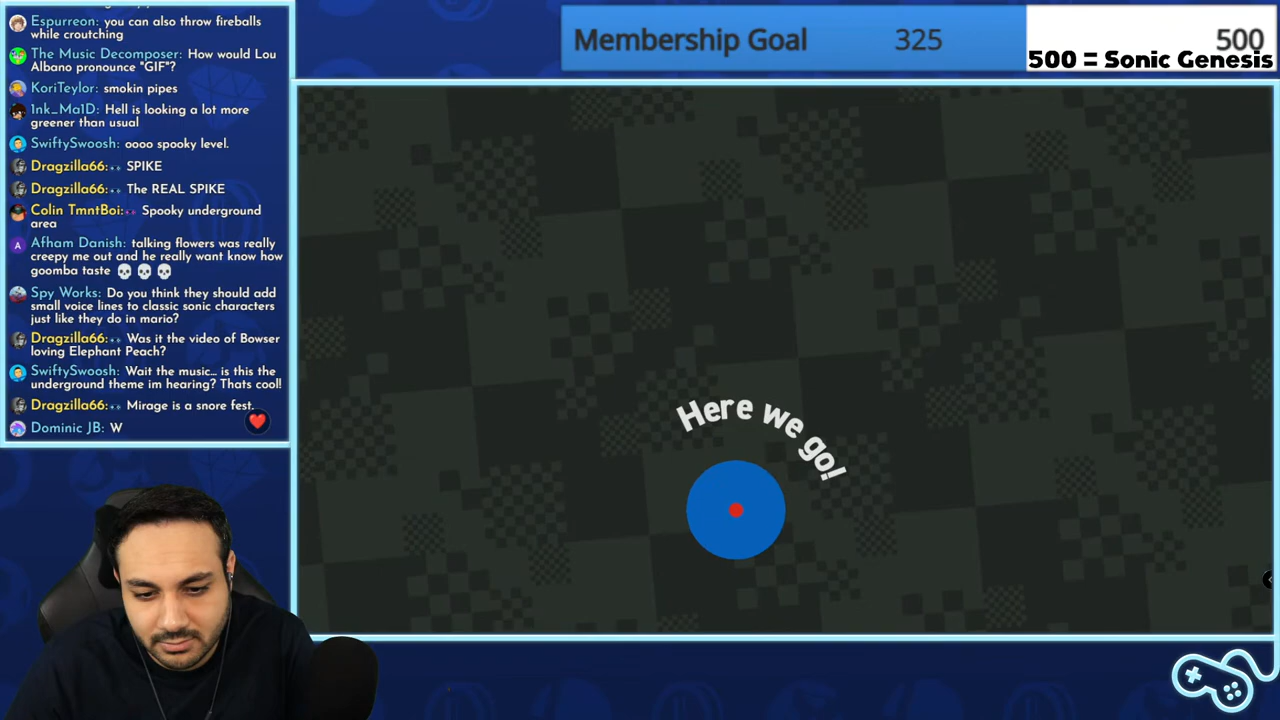 Espurreon: you can also throw fireballs
while croutching
The Music Decomposer: How would Lou
Albano pronounce "GIF"?
KoriTeylor: smokin pipes
1nk_Ma1D: Hell is looking a lot more
greener than usual
SwiftySwoosh: oooo spooky level.
Dragzilla66: SPIKE
Dragzilla66: The REAL SPIKE
Colin TmntBoi: Spooky underground
area
A Afham Danish: talking flowers was really
creepy me out and he really want know how
goomba taste 💀 💀 💀
Spy Works: Do you think they should add
small voice lines to classic sonic characters
just like they do in mario?
Dragzilla66: Was it the video of Bowser
loving Elephant Peach?
SwiftySwoosh: Wait the music... is this the
underground theme im hearing? Thats cool!
Dragzilla66: Mirage is a snore fest.
Dominic JB: W
Membership Goal 325 500
500 = Sonic Genesis
Here we go!